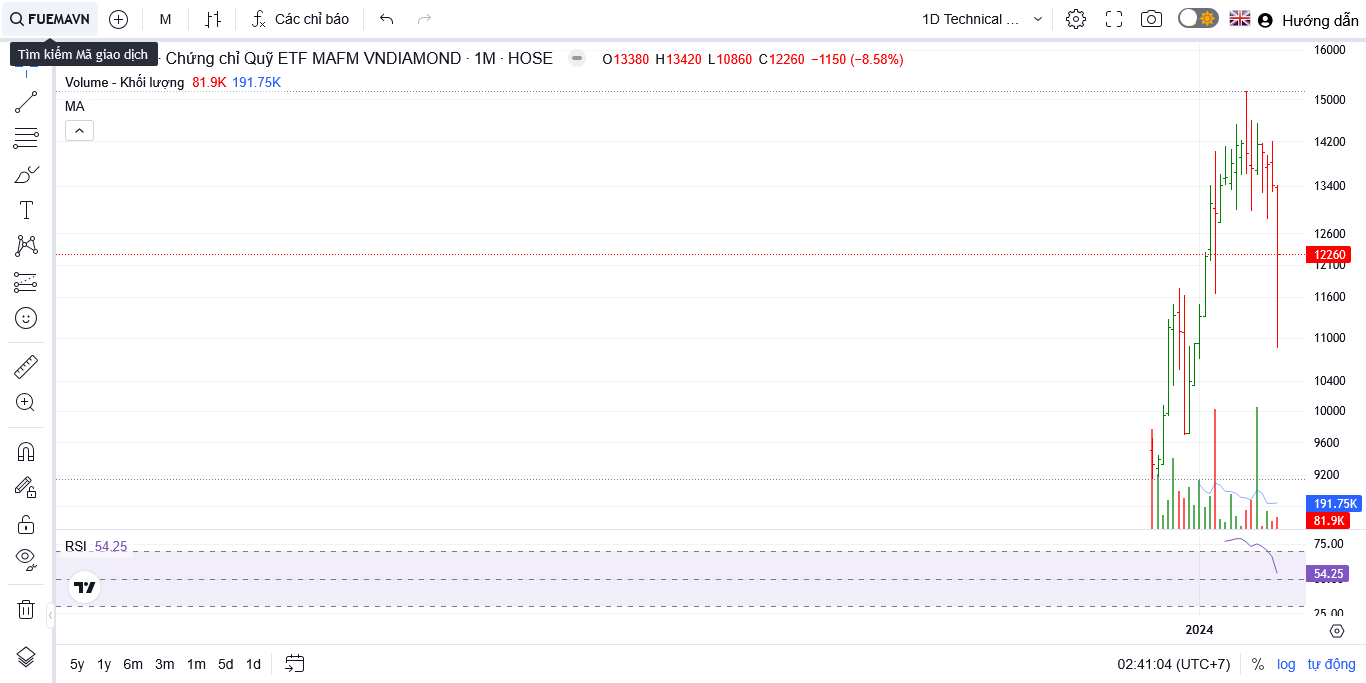 FUEMAVN
M
Các chỉ báo
1D Technical ...
Hướng dẫn
Tìm kiếm Mã giao dịch
· Chứng chỉ Quỹ ETF MAFM VNDIAMOND · 1M · HOSE
O13380 H13420 L10860 C12260 −1150 (−8.58%)
Volume - Khối lượng 81.9K 191.75K
MA
16000
15000
14200
13400
12600
12260
12100
11600
11000
10400
10000
9600
9200
191.75K
81.9K
RSI 54.25
75.00
54.25
25.00
2024
5y 1y 6m 3m 1m 5d 1d
02:41:04 (UTC+7)
% log tự động